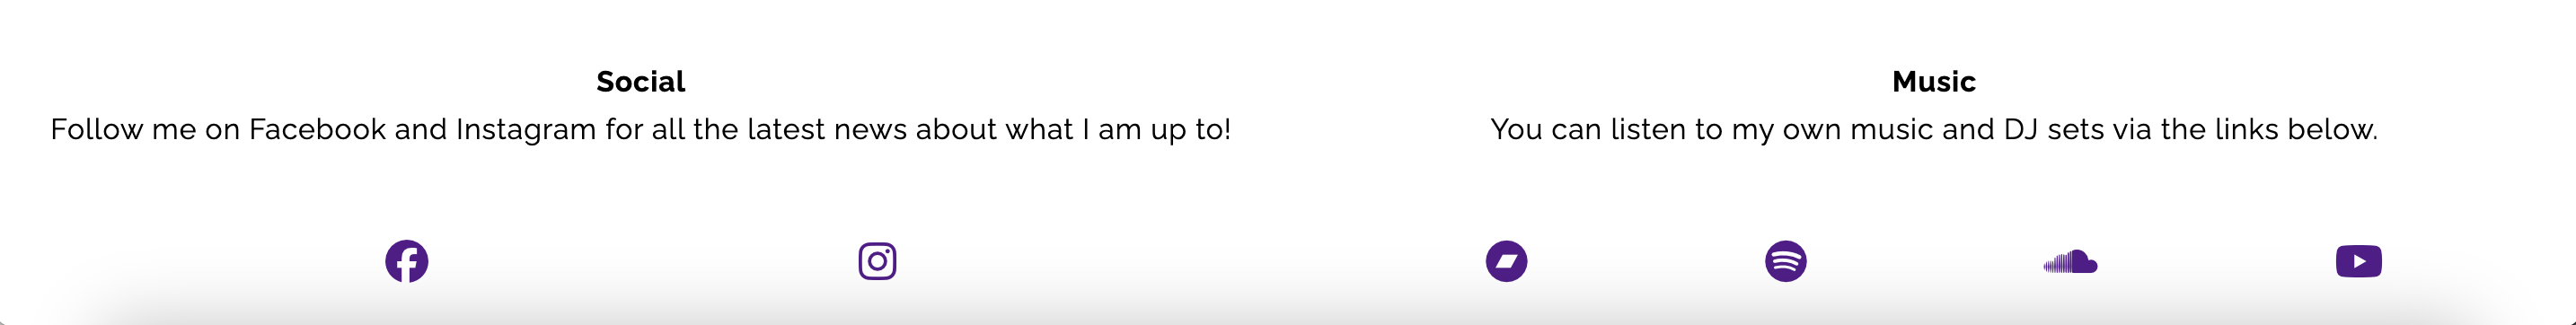 Social
Follow me on Facebook and Instagram for all the latest news about what I am up to!
Music
You can listen to my own music and DJ sets via the links below.